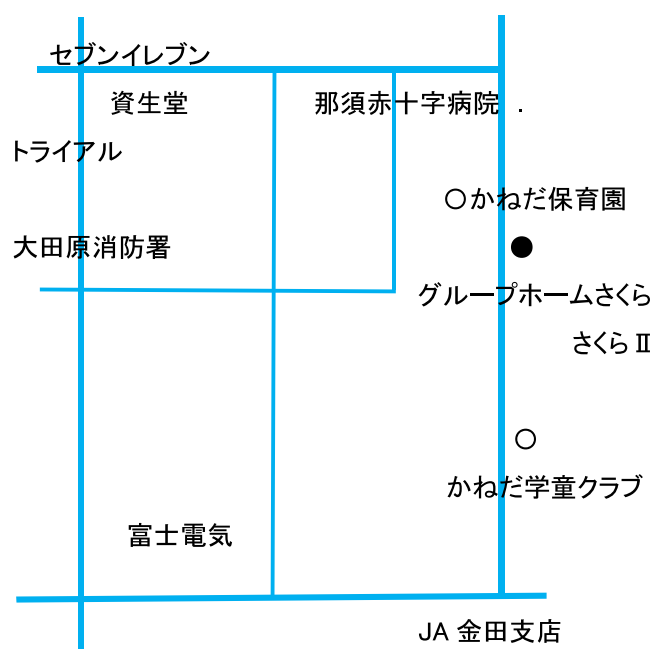 セブンイレブン
資生堂
那須赤十字病院 .
トライアル
○かねだ保育園
大田原消防署
●
グループホームさくら
さくらⅡ
○
かねだ学童クラブ
富士電気
JA 金田支店